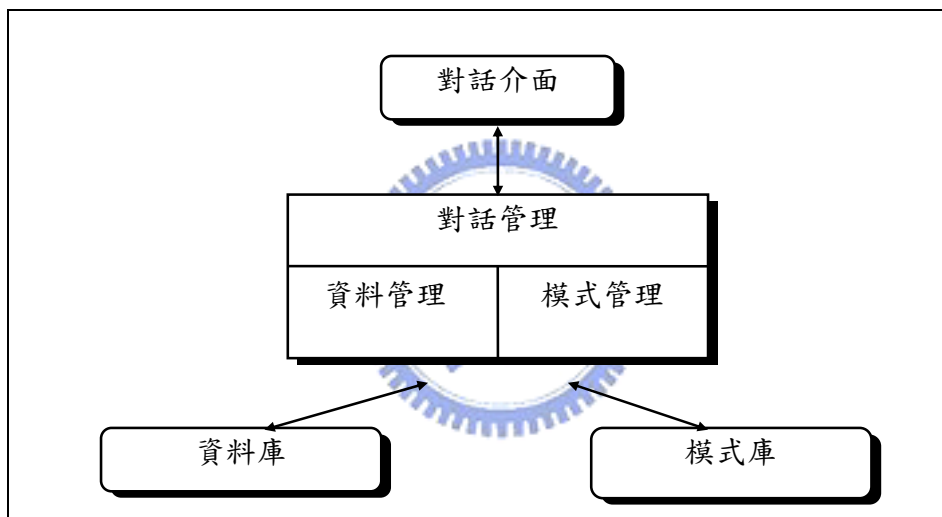 對話介面
對話管理
資料管理
模式管理
資料庫
模式庫